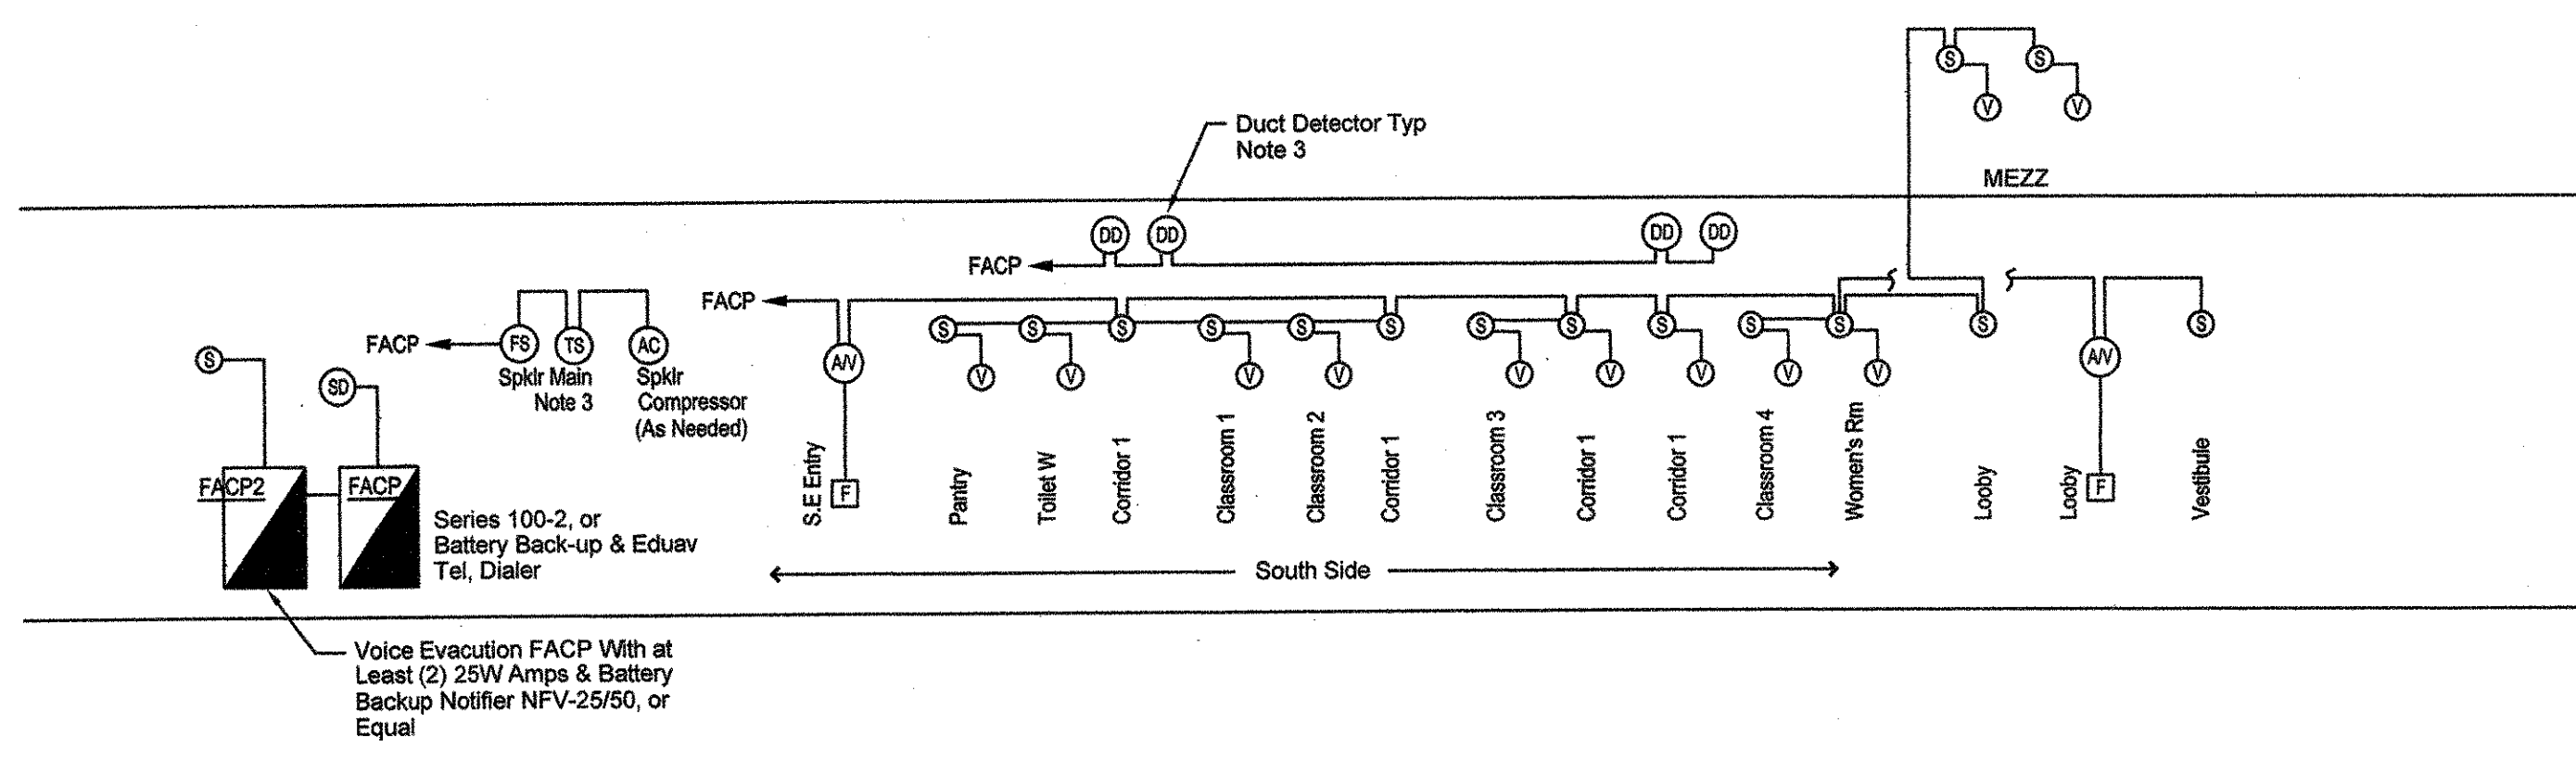 S S
V V
Duct Detector Typ
Note 3
MEZZ
DD DD DD DD
FACP
FACP
FACP
FS TS AC
Spklr Main
Note 3
Spklr
Compressor
(As Needed)
S
SD
A/V
S S S S S S S S S S S S
A/V
S
V V V V V V V V V
F
F
S.E Entry
Pantry
Toilet W
Corridor 1
Classroom 1
Classroom 2
Corridor 1
Classroom 3
Corridor 1
Corridor 1
Classroom 4
Women's Rm
Looby
Looby
Vestibule
FACP2
FACP
Series 100-2, or
Battery Back-up & Eduav
Tel, Dialer
South Side
Voice Evacution FACP With at
Least (2) 25W Amps & Battery
Backup Notifier NFV-25/50, or
Equal